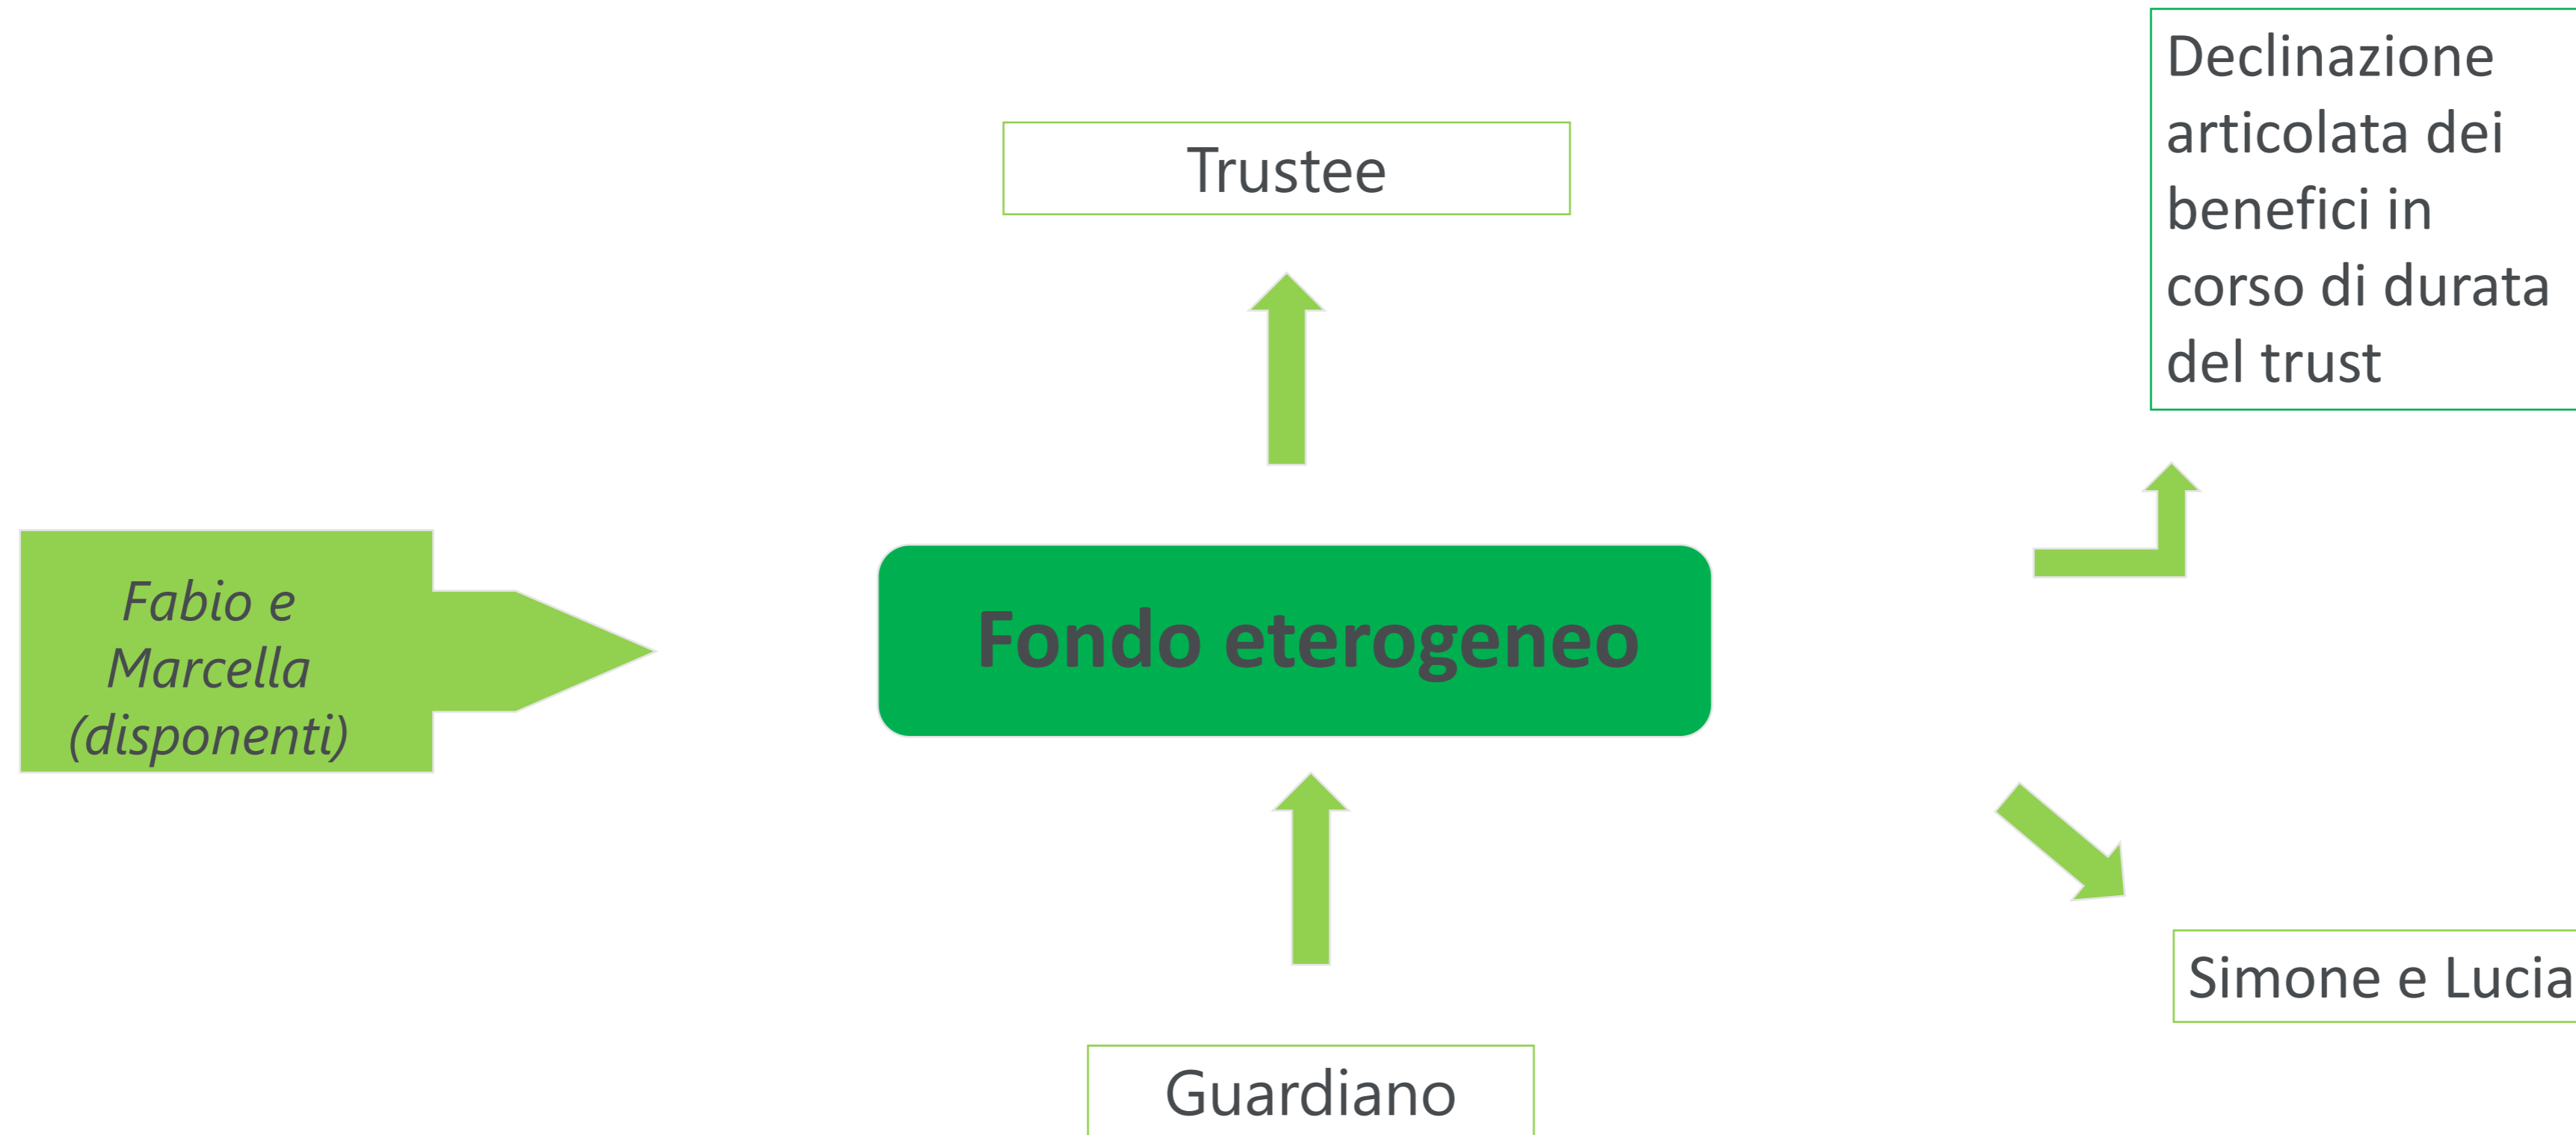 Declinazione
articolata dei
benefici in
corso di durata
del trust
Trustee
Fabio e
Marcella
(disponenti)
Fondo eterogeneo
Simone e Lucia
Guardiano